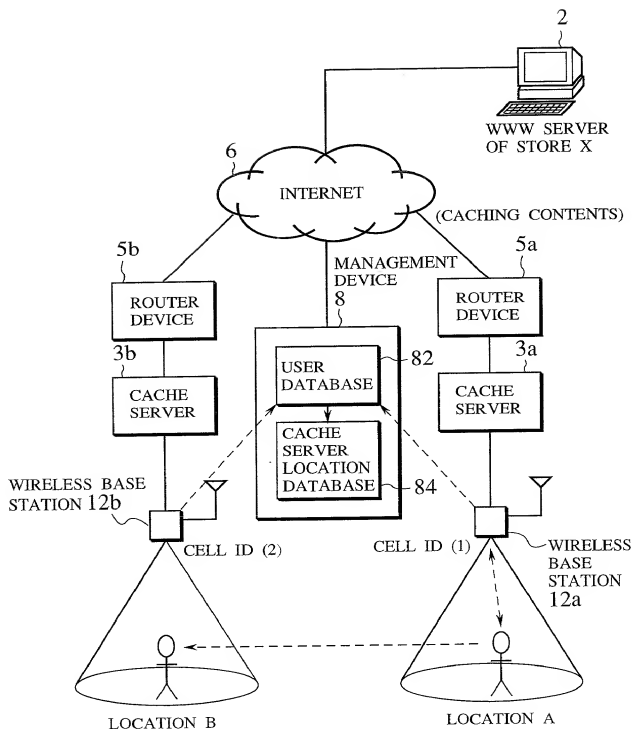 2
WWW SERVER
OF STORE X
6
INTERNET
(CACHING CONTENTS)
5b
ROUTER
DEVICE
MANAGEMENT
DEVICE
8
5a
ROUTER
DEVICE
3b
CACHE
SERVER
USER
DATABASE
82
3a
CACHE
SERVER
CACHE
SERVER
LOCATION
DATABASE
84
WIRELESS BASE
STATION 12b
CELL ID (2)
CELL ID (1)
WIRELESS
BASE
STATION
12a
LOCATION B
LOCATION A